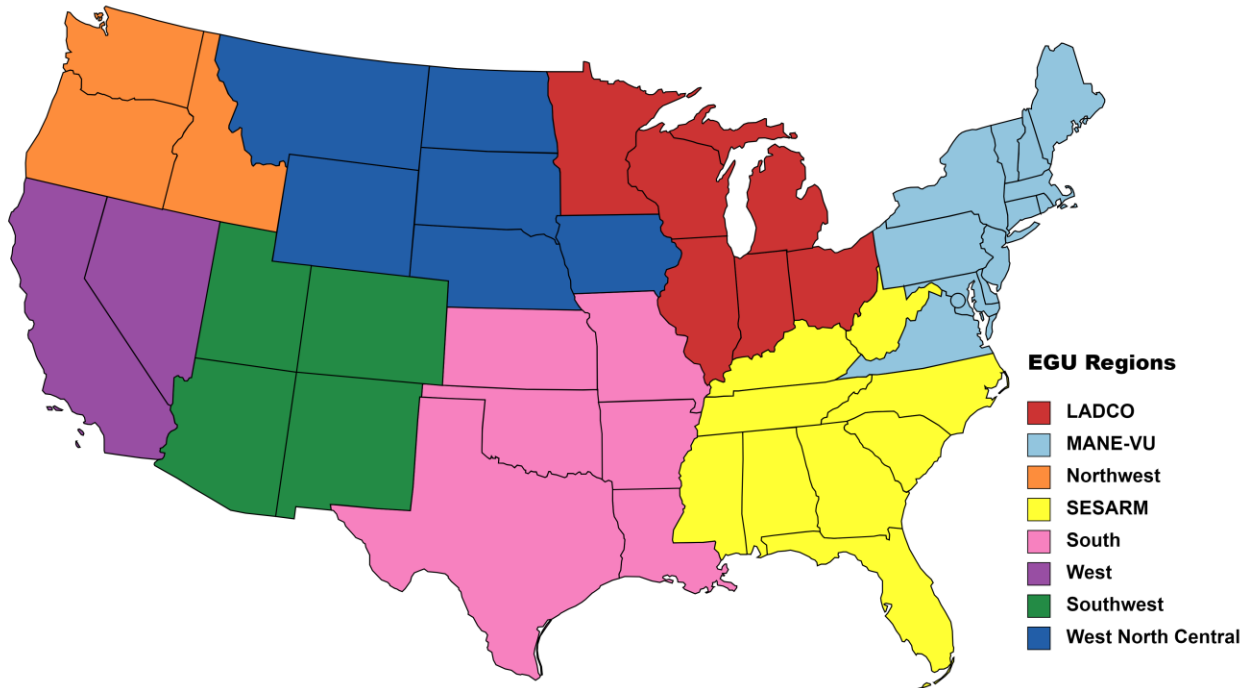 EGU Regions
LADCO
MANE-VU
Northwest
SESARM
South
West
Southwest
West North Central